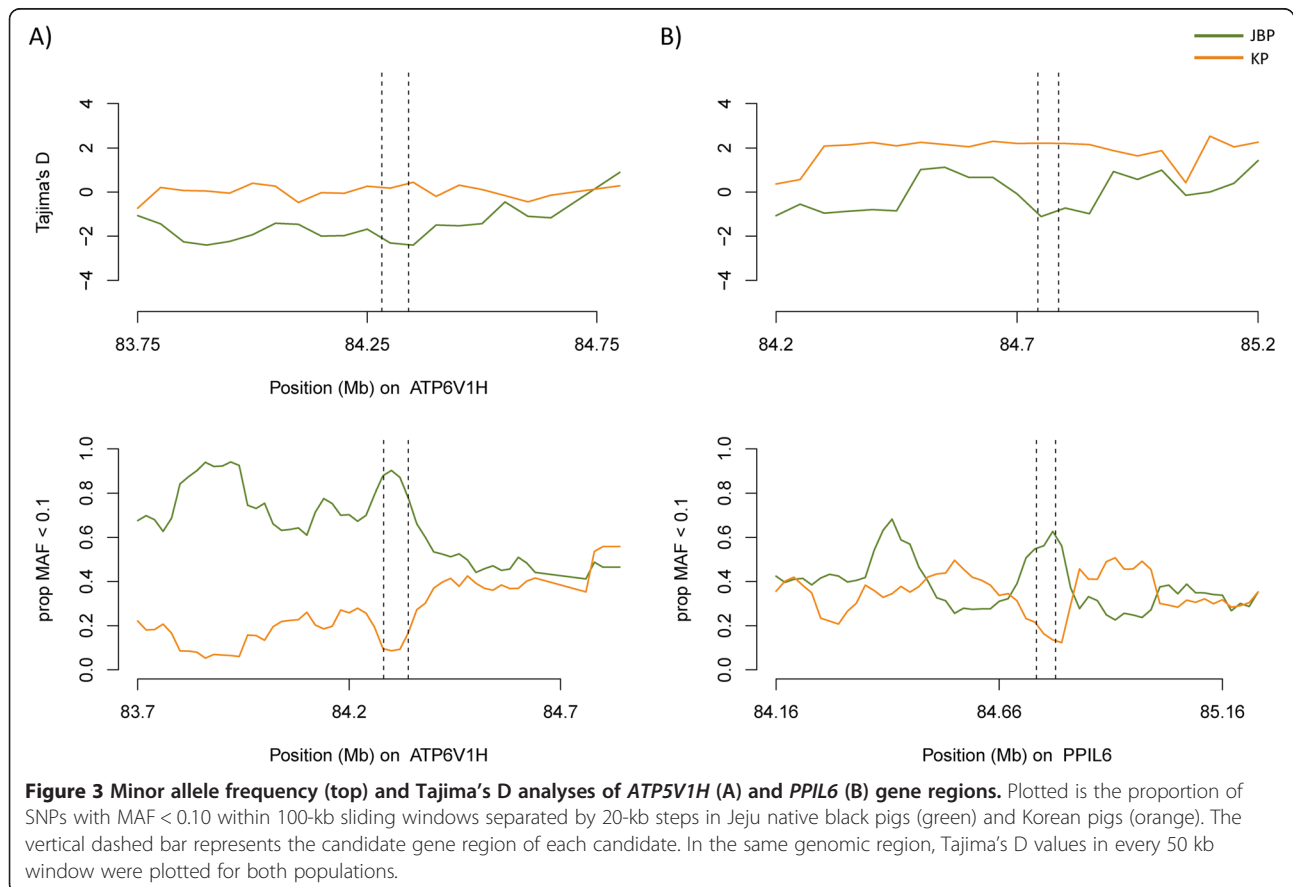 A)
B)
JBP
KP
Tajima's D
4
2
0
−2
−4
83.75
84.25
84.75
Position (Mb) on ATP6V1H
4
2
0
−2
−4
84.2
84.7
85.2
prop MAF < 0.1
1.0
0.8
0.6
0.4
0.2
0.0
83.7
84.2
84.7
Position (Mb) on ATP6V1H
prop MAF < 0.1
1.0
0.8
0.6
0.4
0.2
0.0
84.16
84.66
85.16
Position (Mb) on PPIL6
Figure 3 Minor allele frequency (top) and Tajima's D analyses of ATP5V1H (A) and PPIL6 (B) gene regions. Plotted is the proportion of
SNPs with MAF < 0.10 within 100-kb sliding windows separated by 20-kb steps in Jeju native black pigs (green) and Korean pigs (orange). The
vertical dashed bar represents the candidate gene region of each candidate. In the same genomic region, Tajima's D values in every 50 kb
window were plotted for both populations.